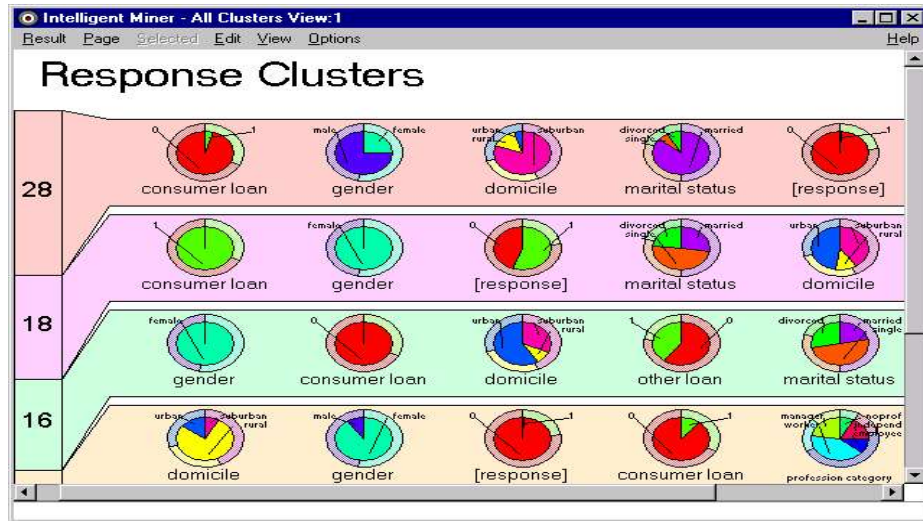 Intelligent Miner - All Clusters View:1
Result Page Selected Edit View Options Help
Response Clusters
28
0 1
consumer loan
male female
gender
urban suburban
rural
domicile
divorced married
single
marital status
0 1
[response]
18
1
consumer loan
female
gender
0 1
[response]
divorced married
single
marital status
urban suburban
rural
domicile
16
female
gender
0
consumer loan
urban suburban
rural
domicile
1 0
other loan
divorced married
single
marital status
urban suburban
rural
domicile
male female
gender
0 1
[response]
0 1
consumer loan
manager noprof
worker independ
employee
profession category